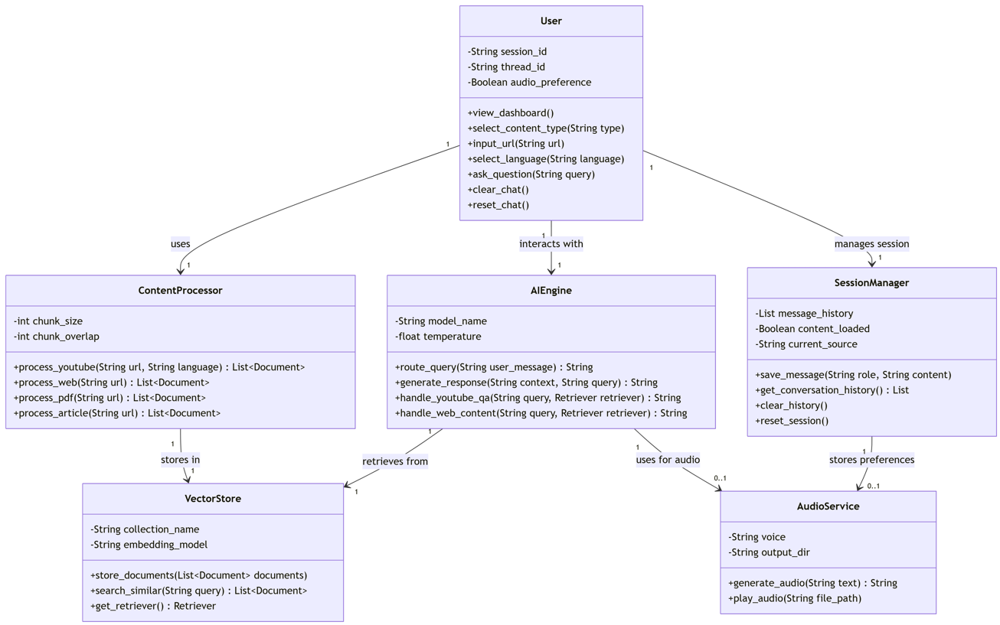 User
-String session_id
-String thread_id
-Boolean audio_preference
+view_dashboard()
+select_content_type(String type)
+input_url(String url)
+select_language(String language)
+ask_question(String query)
+clear_chat()
+reset_chat()
1
1
1
uses
interacts with
manages session
1
1
1
ContentProcessor
-int chunk_size
-int chunk_overlap
+process_youtube(String url, String language) : List<Document>
+process_web(String url) : List<Document>
+process_pdf(String url) : List<Document>
+process_article(String url) : List<Document>
AIEngine
-String model_name
-float temperature
+route_query(String user_message) : String
+generate_response(String context, String query) : String
+handle_youtube_qa(String query, Retriever retriever) : String
+handle_web_content(String query, Retriever retriever) : String
SessionManager
-List message_history
-Boolean content_loaded
-String current_source
+save_message(String role, String content)
+get_conversation_history() : List
+clear_history()
+reset_session()
1
1
1
1
stores in
retrieves from
uses for audio
stores preferences
1
1
0..1
0..1
VectorStore
-String collection_name
-String embedding_model
+store_documents(List<Document> documents)
+search_similar(String query) : List<Document>
+get_retriever() : Retriever
AudioService
-String voice
-String output_dir
+generate_audio(String text) : String
+play_audio(String file_path)